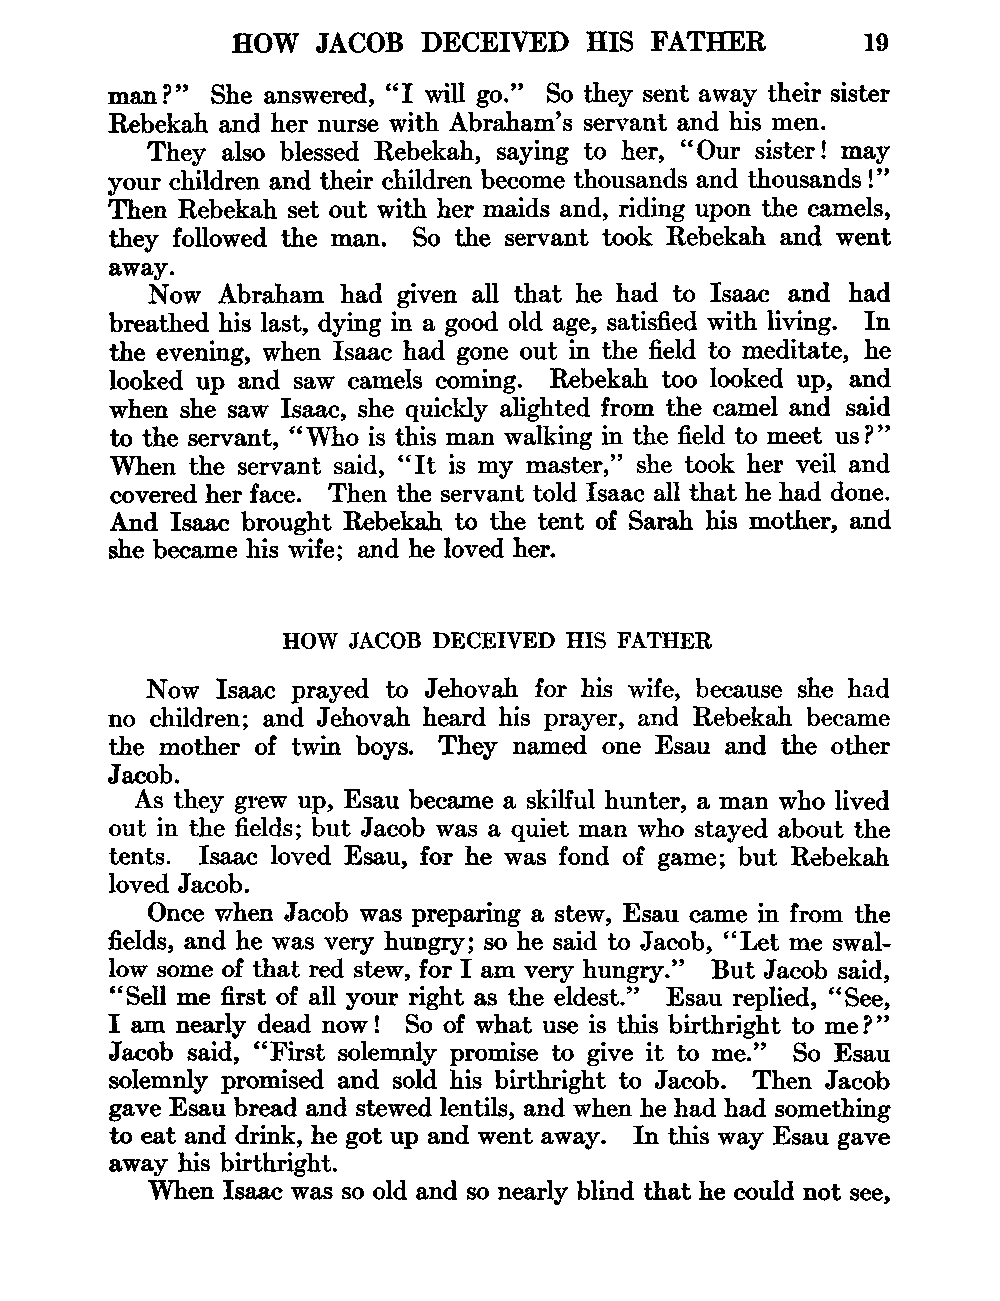 HOW JACOB DECEIVED HIS FATHER 19
man?" She answered, "I will go." So they sent away their sister
Rebekah and her nurse with Abraham's servant and his men.
They also blessed Rebekah, saying to her, "Our sister! may
your children and their children become thousands and thousands!"
Then Rebekah set out with her maids and, riding upon the camels,
they followed the man. So the servant took Rebekah and went
away.
Now Abraham had given all that he had to Isaac and had
breathed his last, dying in a good old age, satisfied with living. In
the evening, when Isaac had gone out in the field to meditate, he
looked up and saw camels coming. Rebekah too looked up, and
when she saw Isaac, she quickly alighted from the camel and said
to the servant, "Who is this man walking in the field to meet us?"
When the servant said, "It is my master," she took her veil and
covered her face. Then the servant told Isaac all that he had done.
And Isaac brought Rebekah to the tent of Sarah his mother, and
she became his wife; and he loved her.
HOW JACOB DECEIVED HIS FATHER
Now Isaac prayed to Jehovah for his wife, because she had
no children; and Jehovah heard his prayer, and Rebekah became
the mother of twin boys. They named one Esau and the other
Jacob.
As they grew up, Esau became a skilful hunter, a man who lived
out in the fields; but Jacob was a quiet man who stayed about the
tents. Isaac loved Esau, for he was fond of game; but Rebekah
loved Jacob.
Once when Jacob was preparing a stew, Esau came in from the
fields, and he was very hungry; so he said to Jacob, "Let me swal-
low some of that red stew, for I am very hungry." But Jacob said,
"Sell me first of all your right as the eldest." Esau replied, "See,
I am nearly dead now! So of what use is this birthright to me?"
Jacob said, "First solemnly promise to give it to me." So Esau
solemnly promised and sold his birthright to Jacob. Then Jacob
gave Esau bread and stewed lentils, and when he had had something
to eat and drink, he got up and went away. In this way Esau gave
away his birthright.
When Isaac was so old and so nearly blind that he could not see,